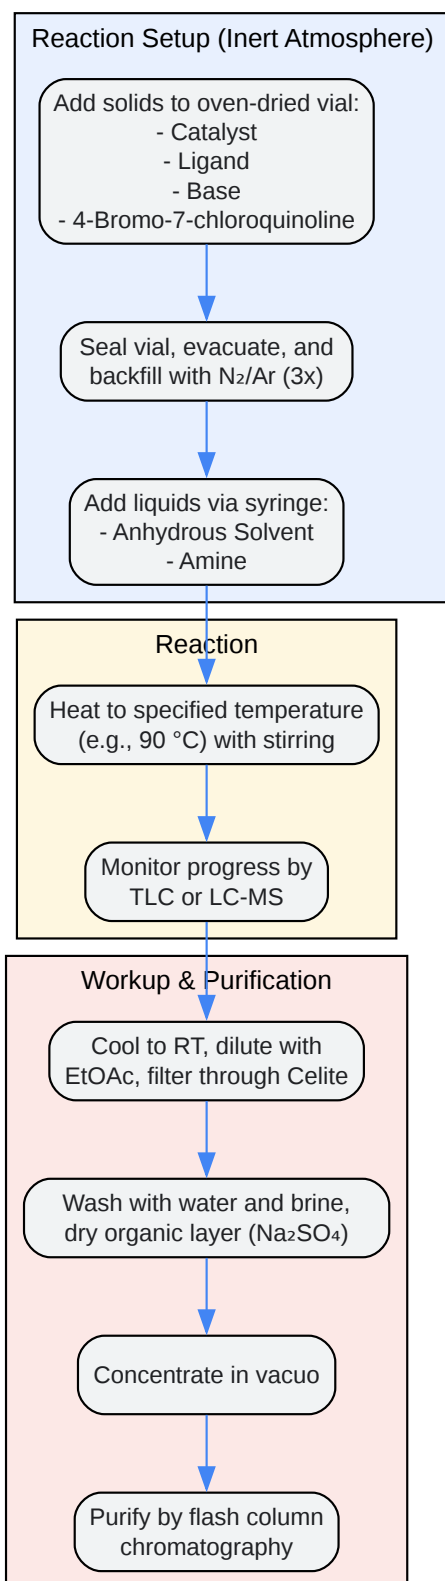 Reaction Setup (Inert Atmosphere)
Add solids to oven-dried vial:
- Catalyst
- Ligand
- Base
- 4-Bromo-7-chloroquinoline
Seal vial, evacuate, and
backfill with N₂/Ar (3x)
Add liquids via syringe:
- Anhydrous Solvent
- Amine
Reaction
Heat to specified temperature
(e.g., 90 °C) with stirring
Monitor progress by
TLC or LC-MS
Workup & Purification
Cool to RT, dilute with
EtOAc, filter through Celite
Wash with water and brine,
dry organic layer (Na₂SO₄)
Concentrate in vacuo
Purify by flash column
chromatography